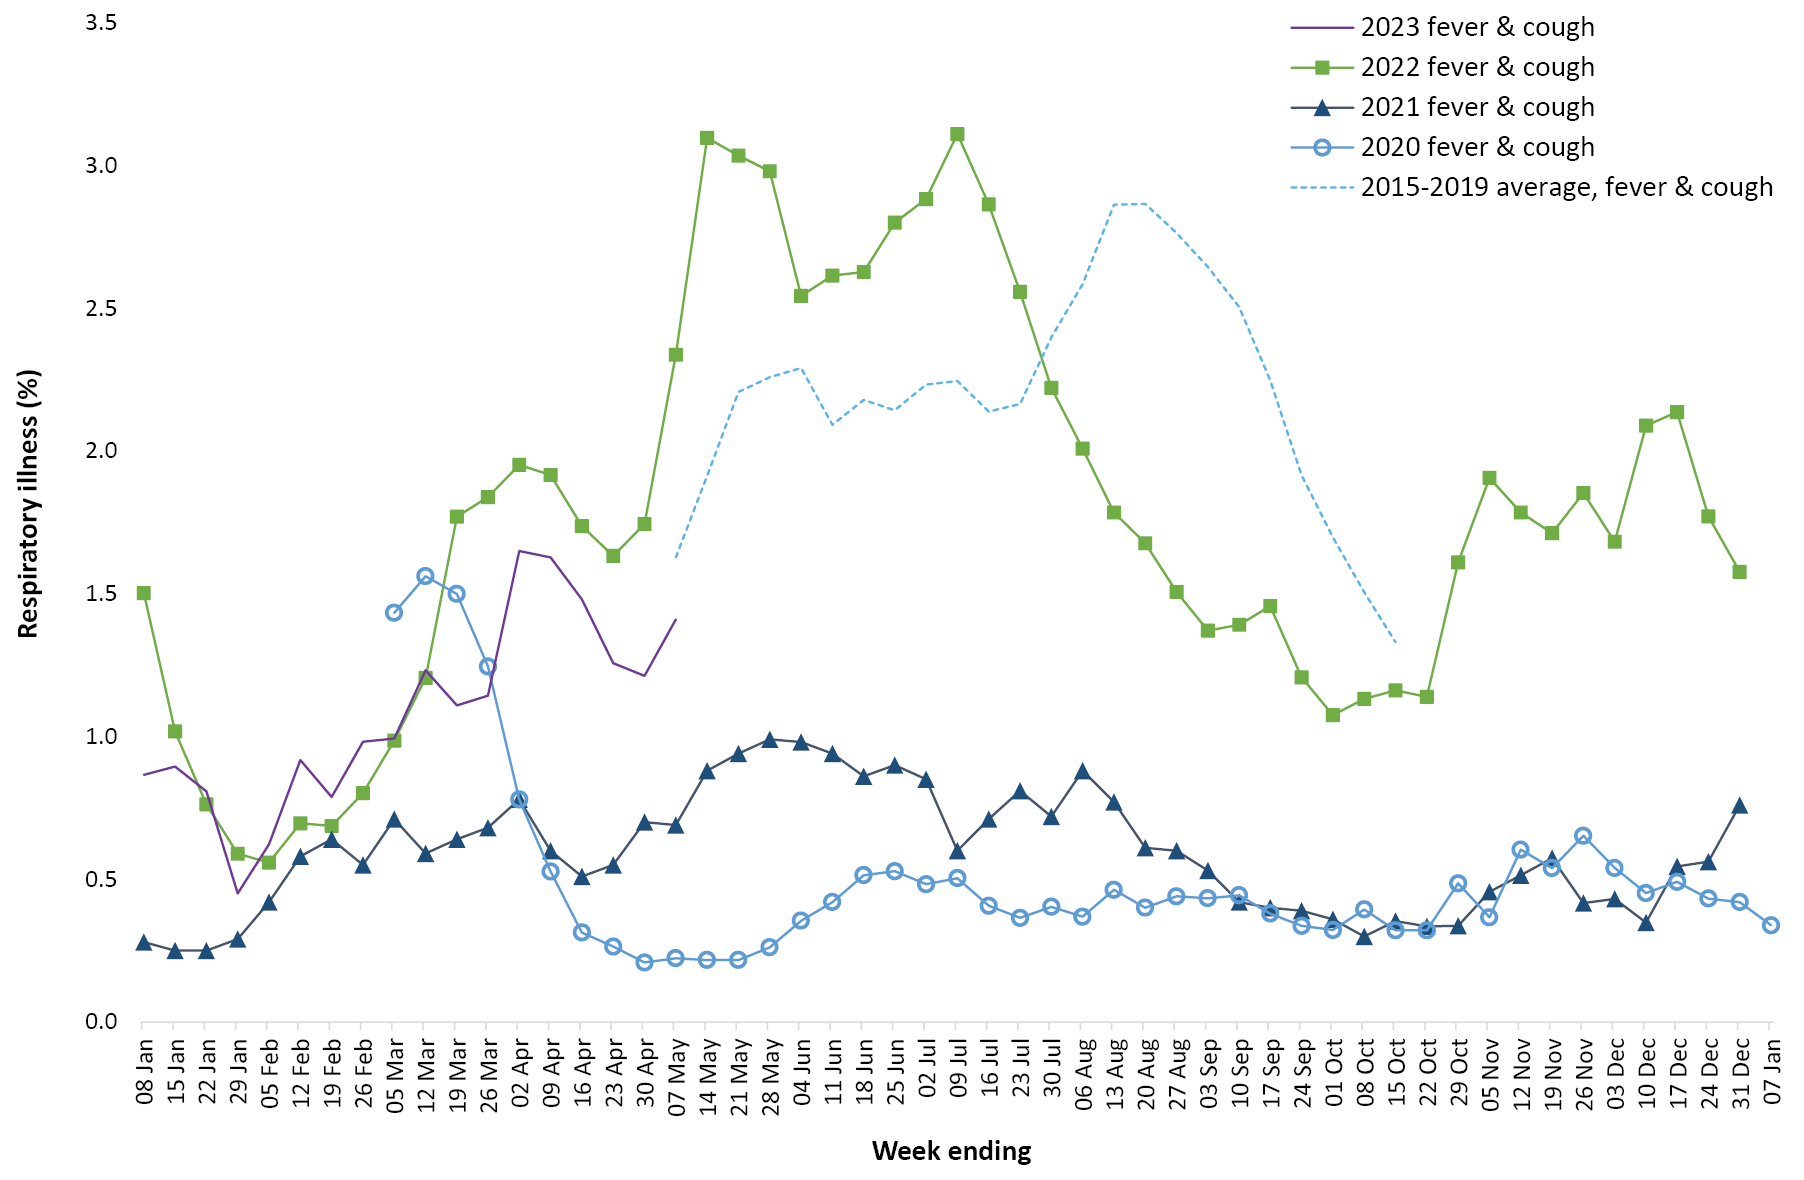 3.5
3.0
2.5
2.0
1.5
1.0
0.5
0.0
Respiratory illness (%)
2023 fever & cough
2022 fever & cough
2021 fever & cough
2020 fever & cough
2015-2019 average, fever & cough
08 Jan
15 Jan
22 Jan
29 Jan
05 Feb
12 Feb
19 Feb
26 Feb
05 Mar
12 Mar
19 Mar
26 Mar
02 Apr
09 Apr
16 Apr
23 Apr
30 Apr
07 May
14 May
21 May
28 May
04 Jun
11 Jun
18 Jun
25 Jun
02 Jul
09 Jul
16 Jul
23 Jul
30 Jul
06 Aug
13 Aug
20 Aug
27 Aug
03 Sep
10 Sep
17 Sep
24 Sep
01 Oct
08 Oct
15 Oct
22 Oct
29 Oct
05 Nov
12 Nov
19 Nov
26 Nov
03 Dec
10 Dec
17 Dec
24 Dec
31 Dec
07 Jan
Week ending